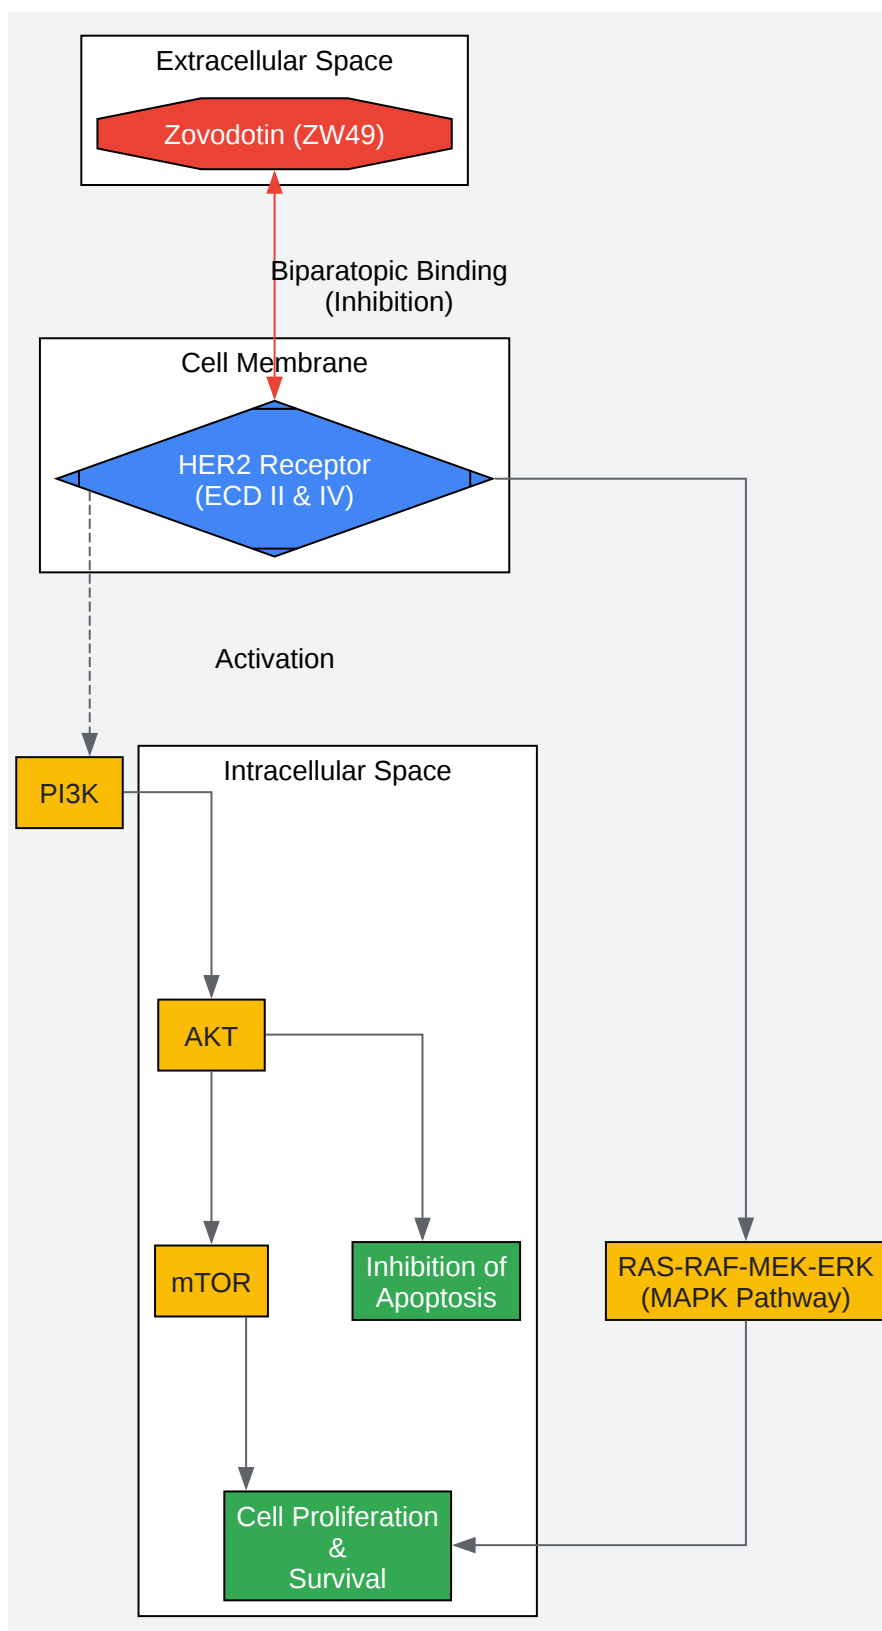 Extracellular Space
Zovodotin (ZW49)
Biparatopic Binding
(Inhibition)
Cell Membrane
HER2 Receptor
(ECD II & IV)
Activation
PI3K
Intracellular Space
AKT
mTOR
Inhibition of
Apoptosis
RAS-RAF-MEK-ERK
(MAPK Pathway)
Cell Proliferation
&
Survival